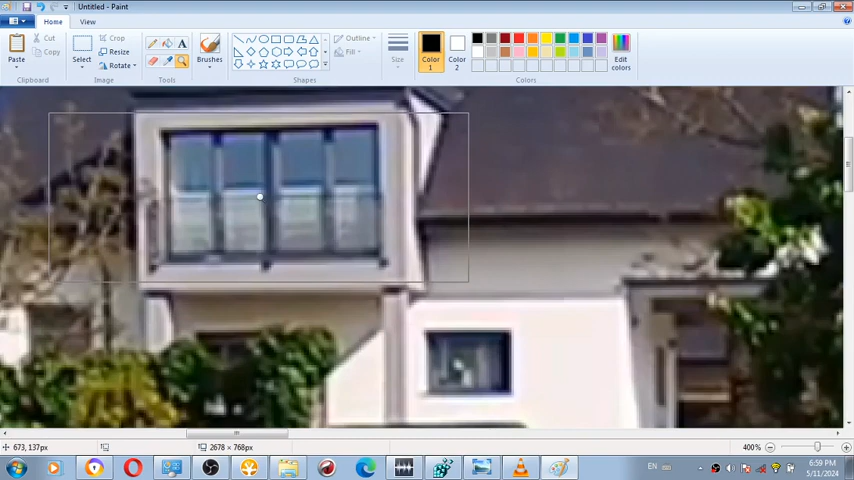 Untitled - Paint
Home View
Paste
Cut
Copy
Clipboard
Select
Crop
Resize
Rotate
Image
A
Tools
Brushes
Outline
Fill
Shapes
Size
Color 1
Color 2
Edit colors
Colors
673, 137px
2678 × 768px
400%
EN
6:59 PM
5/11/2024